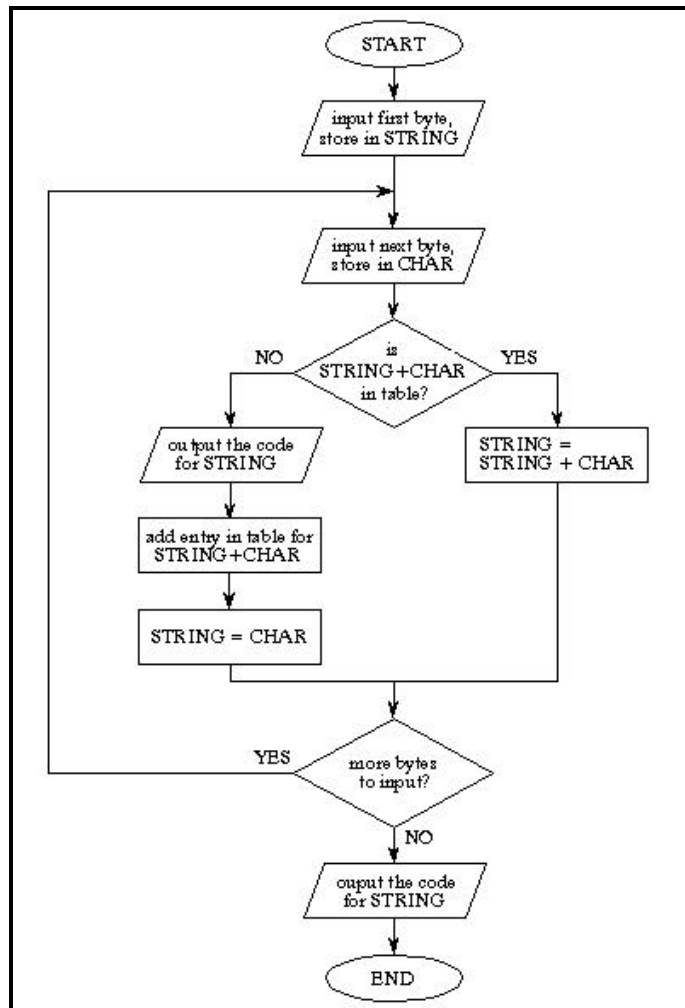 START
input first byte,
store in STRING
input next byte,
store in CHAR
NO
is
STRING+CHAR
in table?
YES
output the code
for STRING
STRING =
STRING + CHAR
add entry in table for
STRING+CHAR
STRING = CHAR
YES
more bytes
to input?
NO
ouput the code
for STRING
END